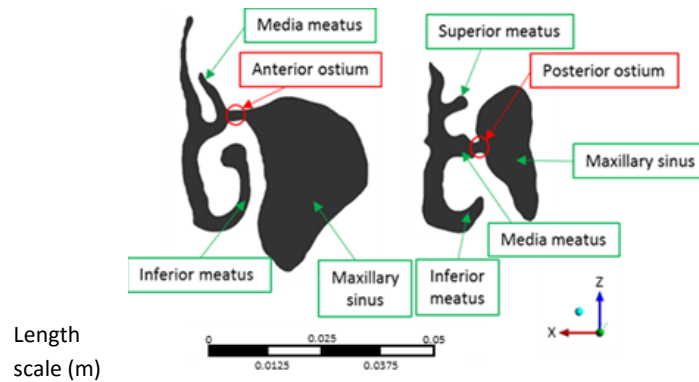 Media meatus
Superior meatus
Anterior ostium
Posterior ostium
Maxillary sinus
Media meatus
Inferior meatus
Maxillary
sinus
Inferior
meatus
Z
X
Length
scale (m)
0 0.025 0.05
0.0125 0.0375